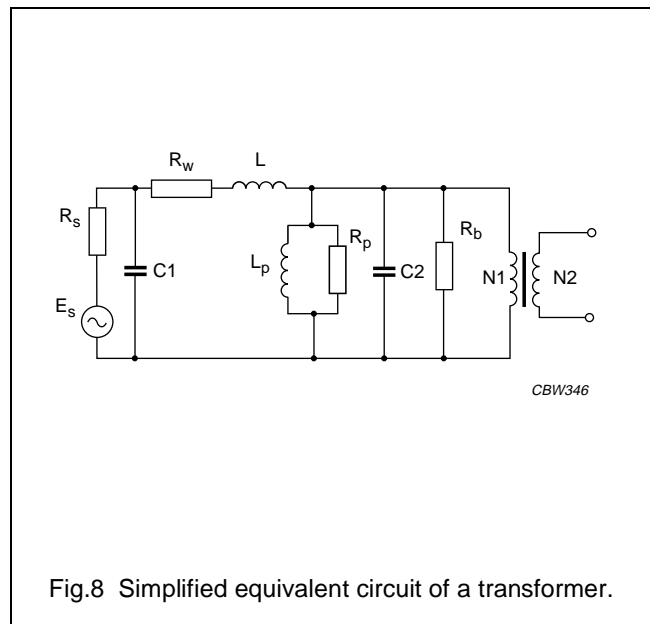 R_w
L
R_s
C1
L_p
R_p
C2
R_b
N1
N2
E_s
CBW346
Fig.8 Simplified equivalent circuit of a transformer.